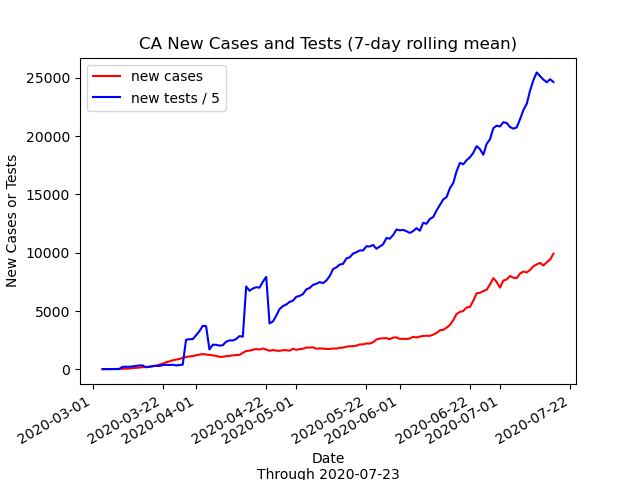 CA New Cases and Tests (7-day rolling mean)
new cases
new tests / 5
25000
20000
15000
10000
5000
0
New Cases or Tests
2020-03-01
2020-03-22
2020-04-01
2020-04-22
2020-05-01
2020-05-22
2020-06-01
2020-06-22
2020-07-01
2020-07-22
Date
Through 2020-07-23